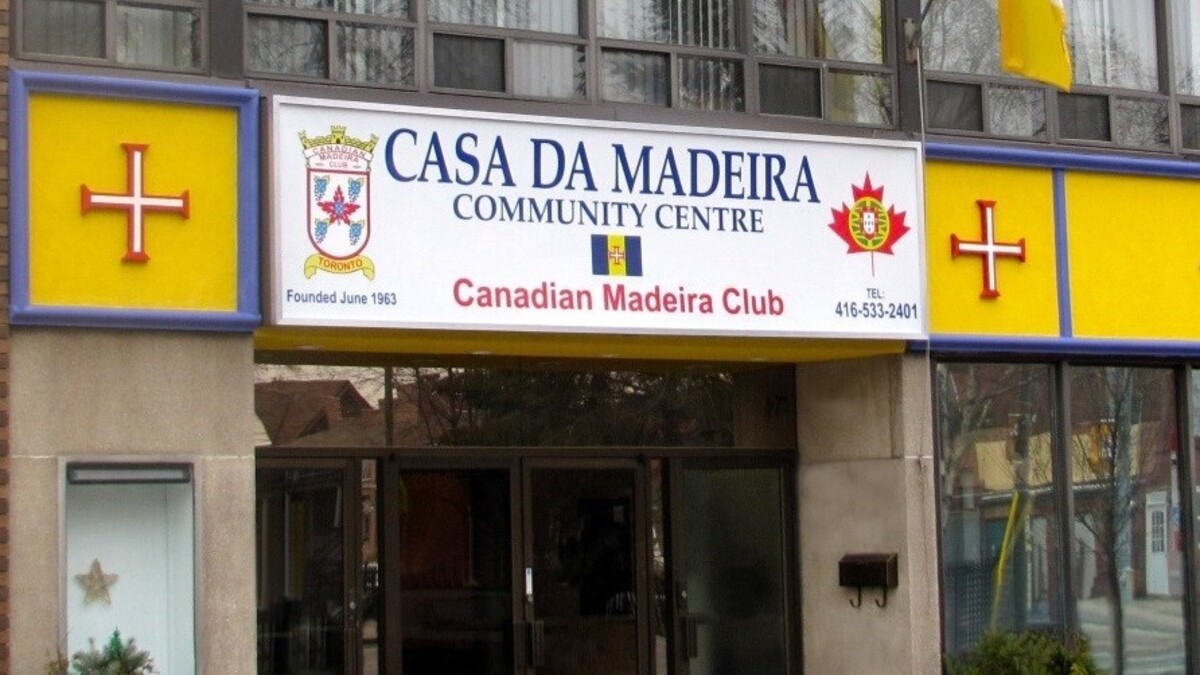 CANADIAN
MADEIRA
CLUB
TORONTO
Founded June 1963
CASA DA MADEIRA
COMMUNITY CENTRE
Canadian Madeira Club
TEL:
416-533-2401